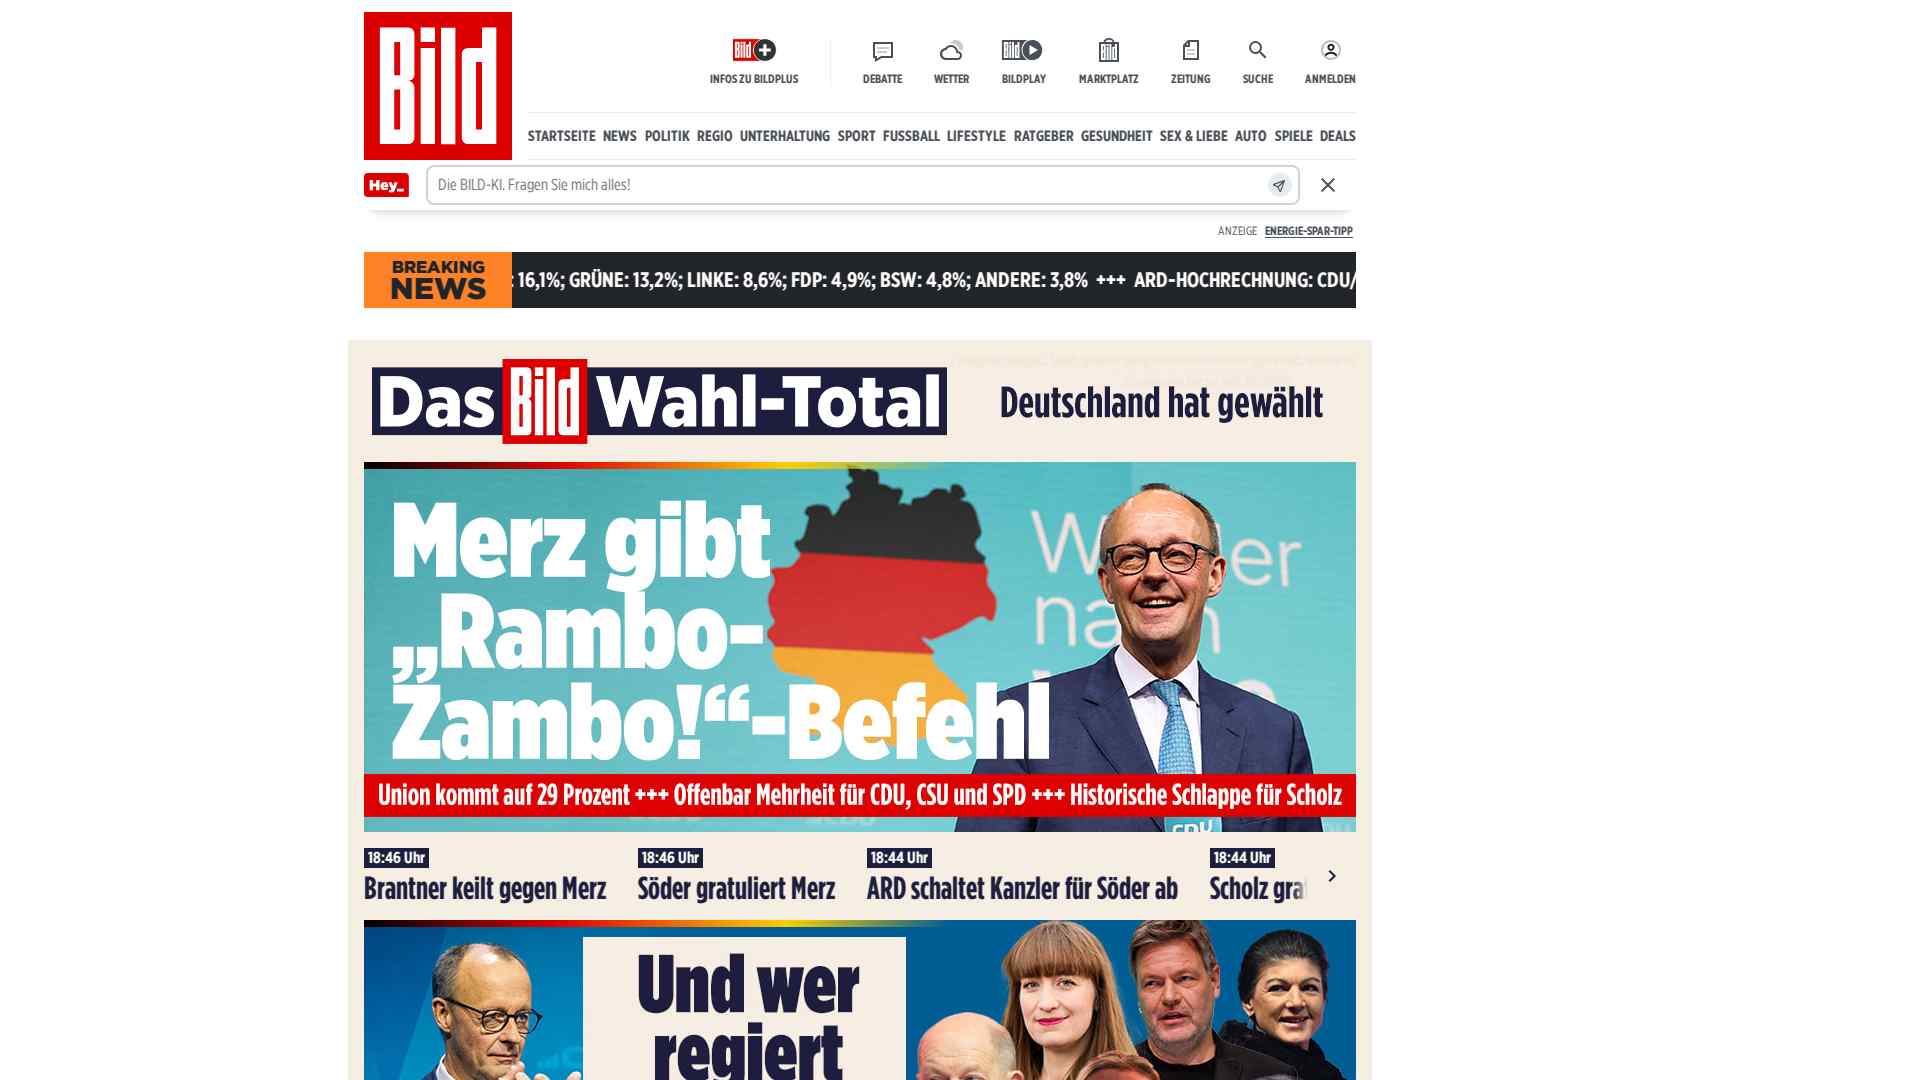 Bild
INFOS ZU BILDPLUS
DEBATTE
WETTER
BILDPLAY
MARKTPLATZ
ZEITUNG
SUCHE
ANMELDEN
STARTSEITE NEWS POLITIK REGIO UNTERHALTUNG SPORT FUSSBALL LIFESTYLE RATGEBER GESUNDHEIT SEX & LIEBE AUTO SPIELE DEALS
Hey_
Die BILD-KI. Fragen Sie mich alles!
ANZEIGE ENERGIE-SPAR-TIPP
BREAKING
NEWS
: 16,1%; GRÜNE: 13,2%; LINKE: 8,6%; FDP: 4,9%; BSW: 4,8%; ANDERE: 3,8% +++ ARD-HOCHRECHNUNG: CDU/
Das Bild Wahl-Total
Deutschland hat gewählt
Merz gibt
„Rambo-
Zambo!“-Befehl
Union kommt auf 29 Prozent +++ Offenbar Mehrheit für CDU, CSU und SPD +++ Historische Schlappe für Scholz
CDU
18:46 Uhr
Brantner keilt gegen Merz
18:46 Uhr
Söder gratuliert Merz
18:44 Uhr
ARD schaltet Kanzler für Söder ab
18:44 Uhr
Scholz gra
Und wer
regiert